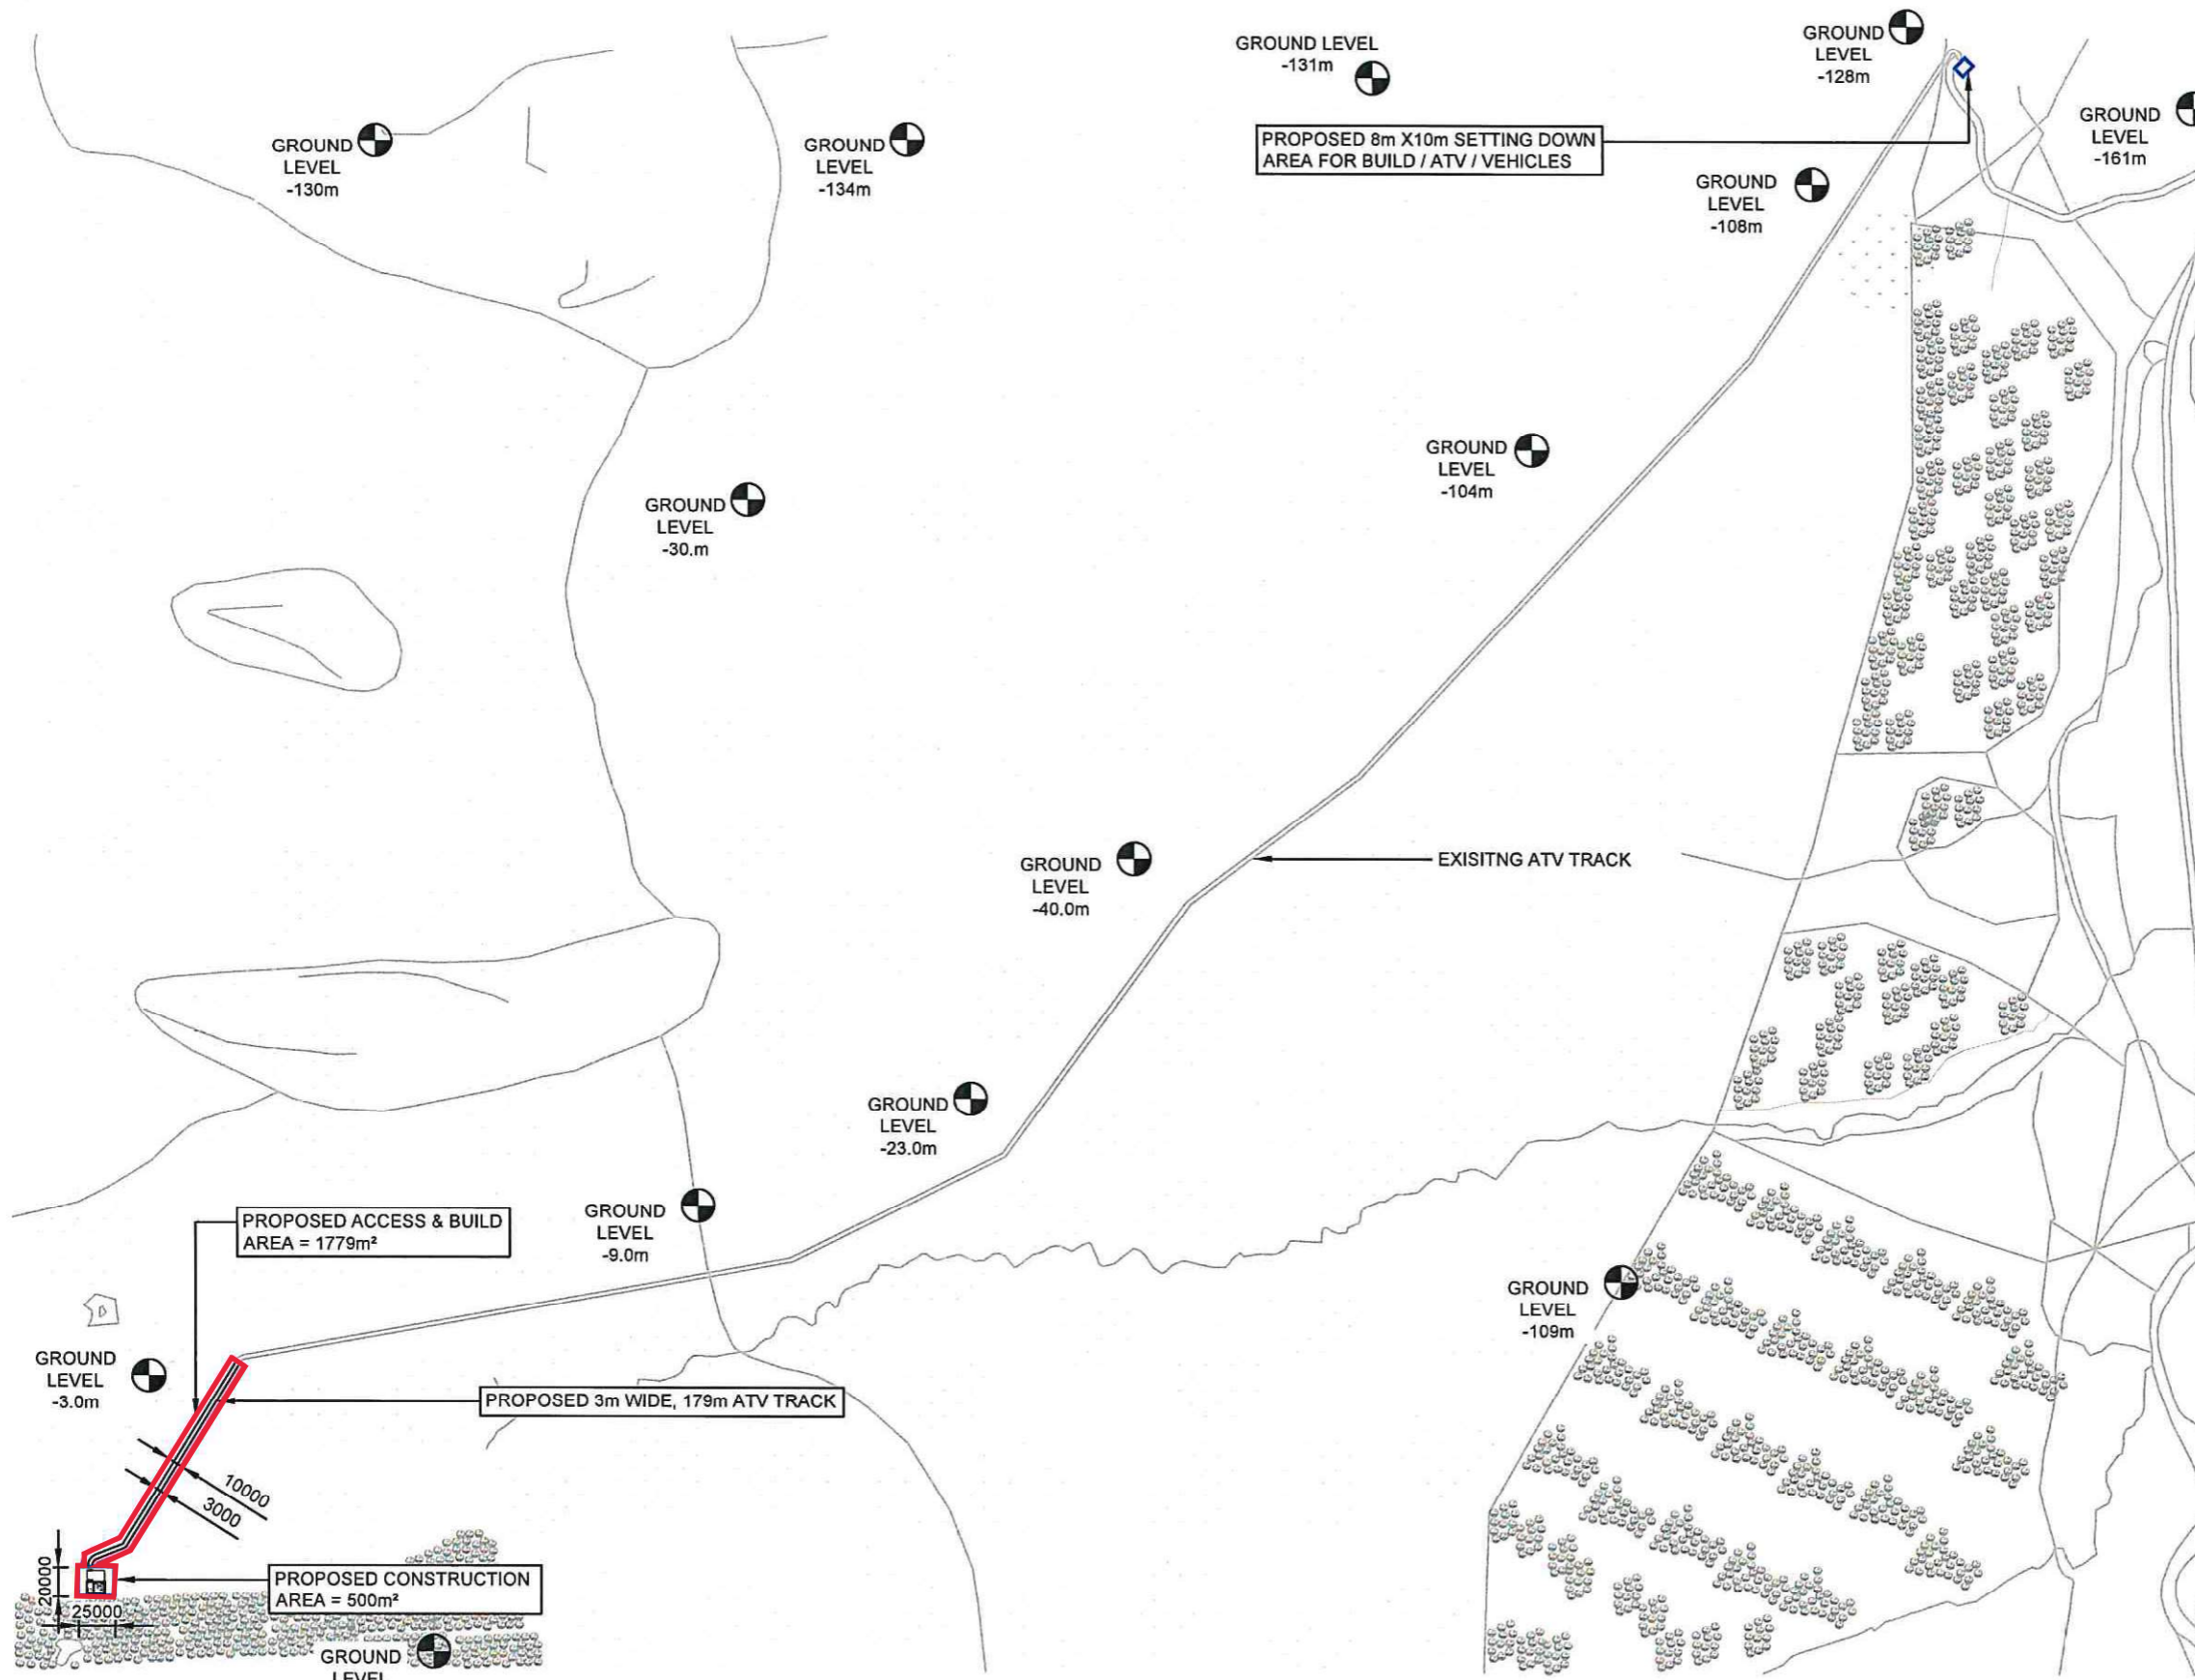 GROUND LEVEL
-131m
GROUND
LEVEL
-128m
GROUND
LEVEL
-161m
GROUND
LEVEL
-130m
GROUND
LEVEL
-134m
PROPOSED 8m X10m SETTING DOWN
AREA FOR BUILD / ATV / VEHICLES
GROUND
LEVEL
-108m
GROUND
LEVEL
-104m
GROUND
LEVEL
-30.m
GROUND
LEVEL
-40.0m
EXISITNG ATV TRACK
GROUND
LEVEL
-23.0m
GROUND
LEVEL
-9.0m
PROPOSED ACCESS & BUILD
AREA = 1779m²
GROUND
LEVEL
-109m
GROUND
LEVEL
-3.0m
PROPOSED 3m WIDE, 179m ATV TRACK
10000
3000
20000
25000
PROPOSED CONSTRUCTION
AREA = 500m²
GROUND
LEVEL